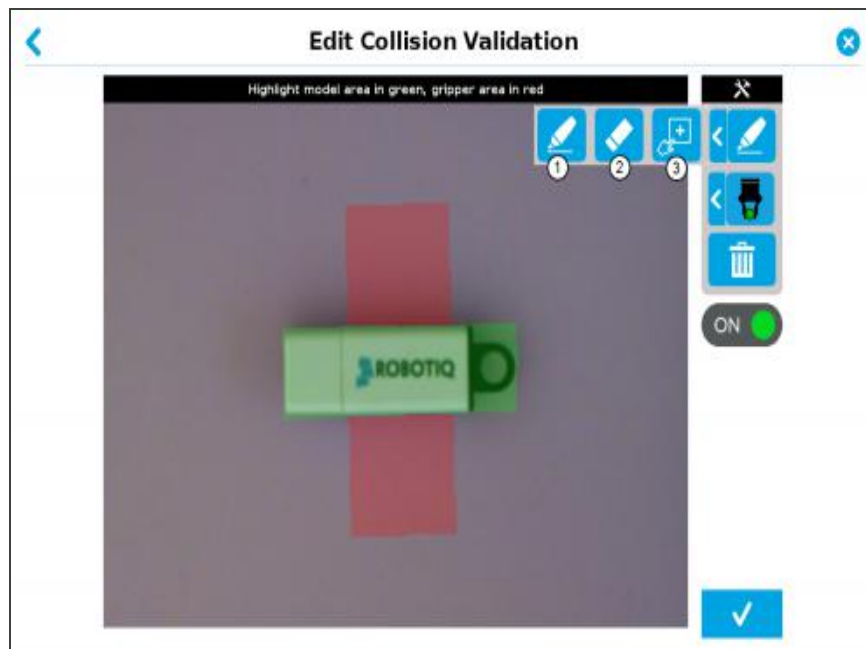 Edit Collision Validation
Highlight model area in green, gripper area in red
1 2 3
ROBOTIQ
ON